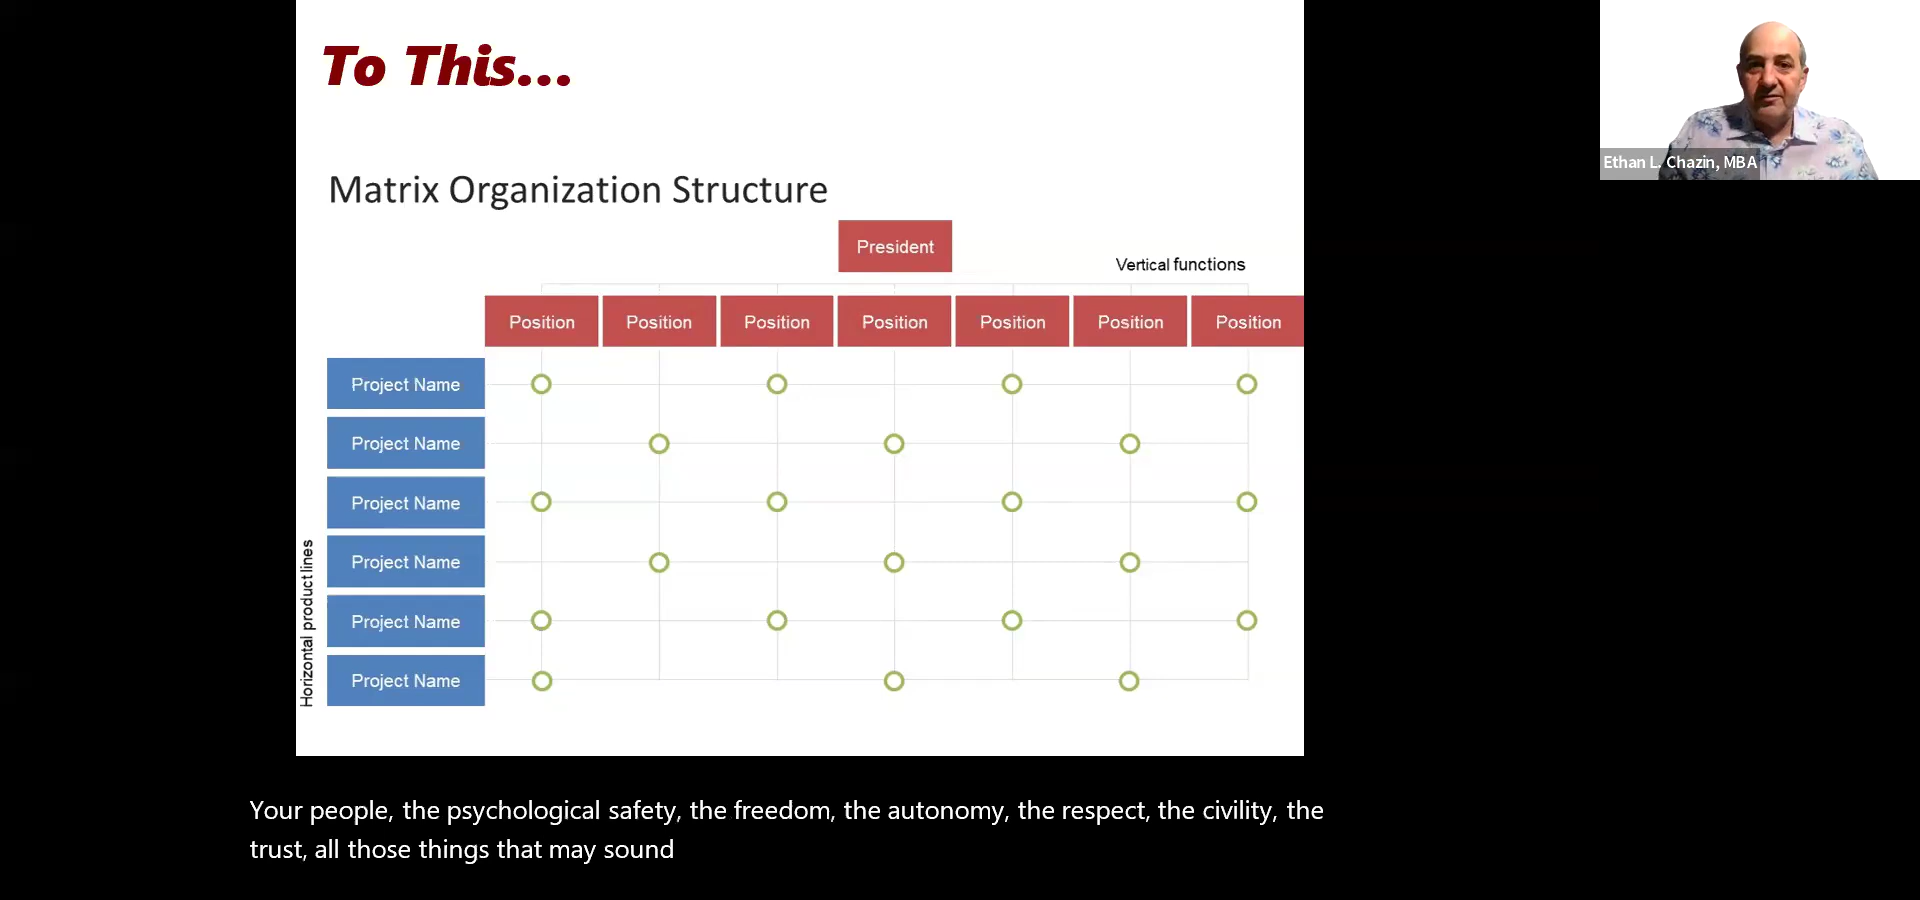 To This...
Ethan L. Chazin, MBA
Matrix Organization Structure
President
Vertical functions
Position Position Position Position Position Position Position
Project Name
Project Name
Project Name
Project Name
Project Name
Project Name
Horizontal product lines
Your people, the psychological safety, the freedom, the autonomy, the respect, the civility, the
trust, all those things that may sound